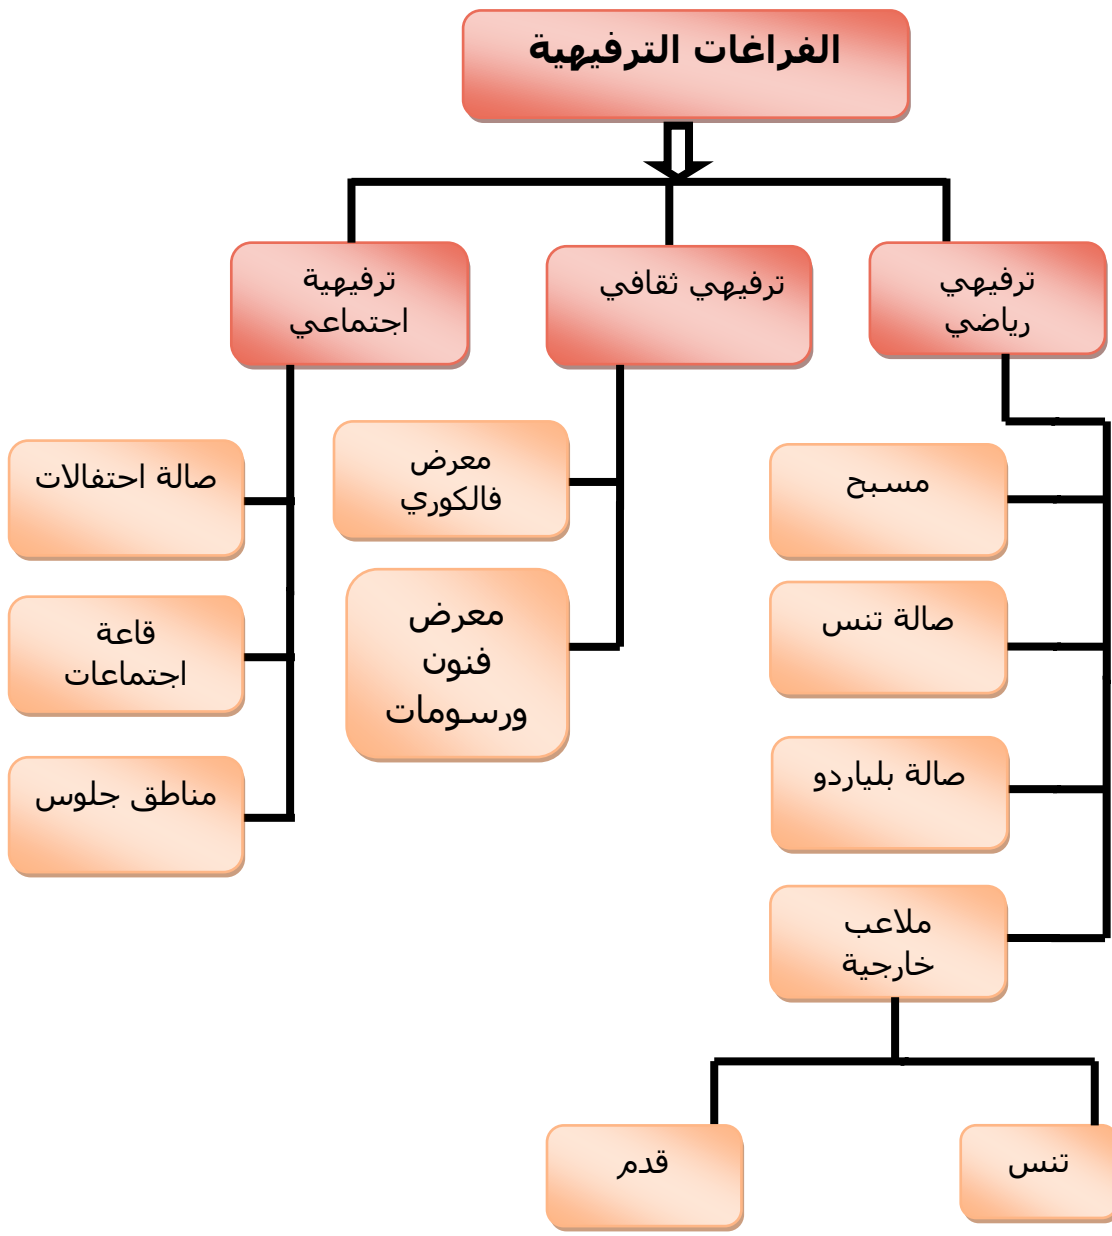 الفراغات الترفيهية
ترفيهي
رياضي
ترفيهي ثقافي
ترفيهية
اجتماعي
مسبح
صالة تنس
صالة بلياردو
ملاعب
خارجية
تنس
قدم
معرض
فالكوري
معرض
فنون
ورسومات
صالة احتفالات
قاعة
اجتماعات
مناطق جلوس